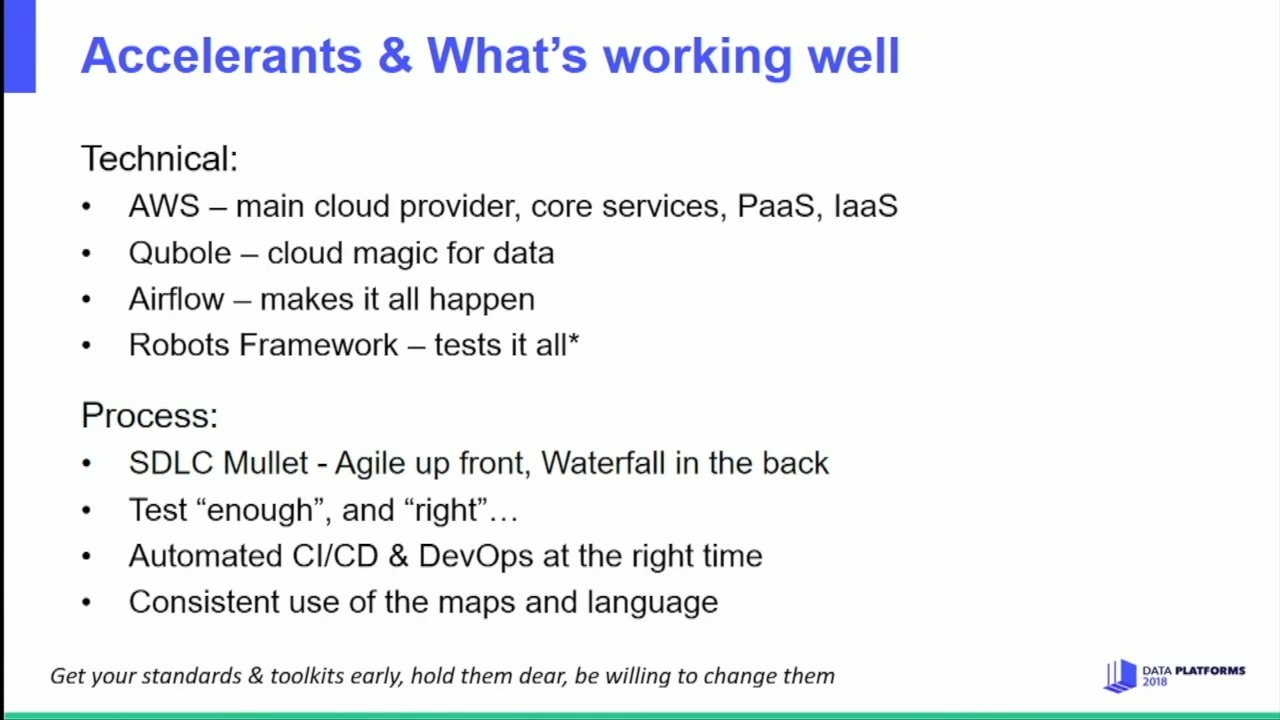 Accelerants & What's working well
Technical:
• AWS – main cloud provider, core services, PaaS, IaaS
• Qubole – cloud magic for data
• Airflow – makes it all happen
• Robots Framework – tests it all*
Process:
• SDLC Mullet - Agile up front, Waterfall in the back
• Test “enough”, and “right”…
• Automated CI/CD & DevOps at the right time
• Consistent use of the maps and language
Get your standards & toolkits early, hold them dear, be willing to change them
DATA PLATFORMS
2018